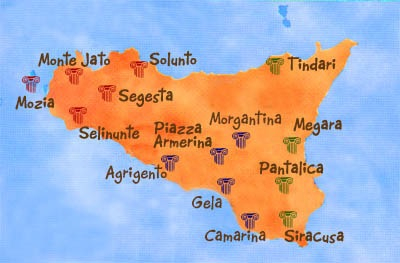 Monte Jato
Solunto
Tindari
Mozia
Segesta
Selinunte
Piazza
Armerina
Morgantina
Megara
Agrigento
Pantalica
Gela
Camarina
Siracusa